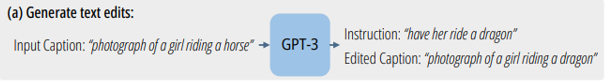 (a) Generate text edits:
Input Caption: “photograph of a girl riding a horse”
GPT-3
Instruction: “have her ride a dragon”
Edited Caption: “photograph of a girl riding a dragon”